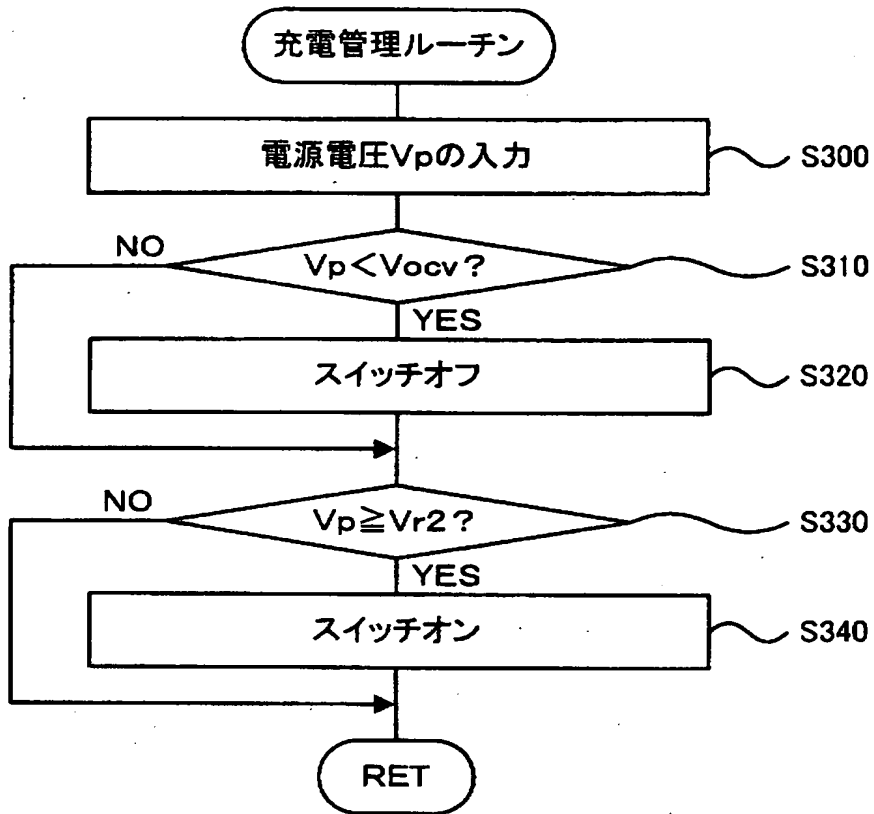 充電管理ルーチン
電源電圧Vpの入力
S300
NO
Vp<Vocv?
S310
YES
スイッチオフ
S320
NO
Vp≧Vr2?
S330
YES
スイッチオン
S340
RET